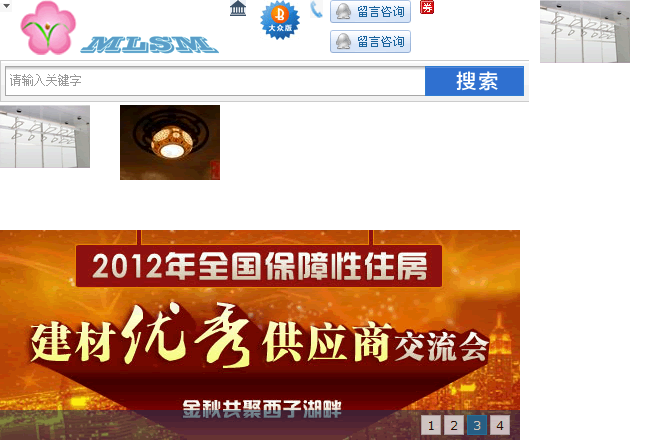 MLSM
大众版
留言咨询
券
留言咨询
请输入关键字
搜索
2012年全国保障性住房
建材优秀供应商交流会
金秋共聚西子湖畔
1 2 3 4